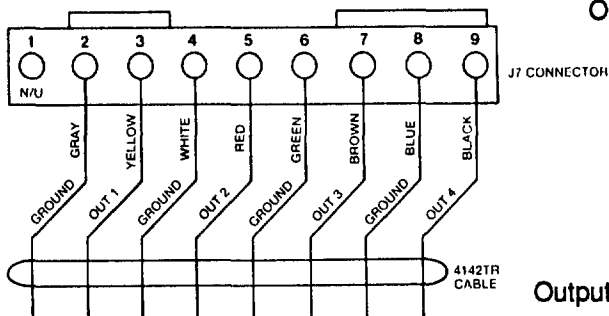 O
1 2 3 4 5 6 7 8 9
N/U
J7 CONNECTOR
GRAY YELLOW WHITE RED GREEN BROWN BLUE BLACK
GROUND OUT 1 GROUND OUT 2 GROUND OUT 3 GROUND OUT 4
4142TR
CABLE
Output